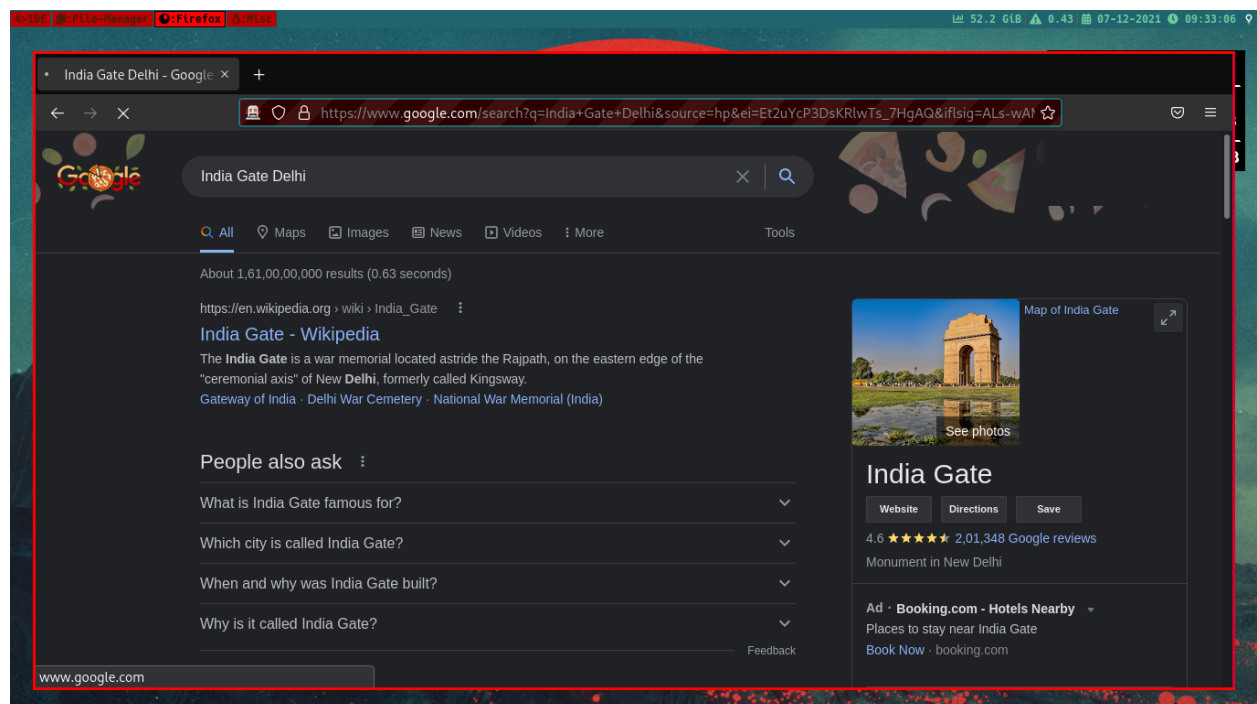 4>IDE :File-Manager :Firefox :Misc 52.2 GiB 0.43 07-12-2021 09:33:06
India Gate Delhi - Google × +
https://www.google.com/search?q=India+Gate+Delhi&source=hp&ei=Et2uYcP3DsKRlwTs_7HgAQ&iflsig=ALs-wAM
Google
India Gate Delhi
All Maps Images News Videos More Tools
About 1,61,00,00,000 results (0.63 seconds)
https://en.wikipedia.org › wiki › India_Gate
India Gate - Wikipedia
The India Gate is a war memorial located astride the Rajpath, on the eastern edge of the
"ceremonial axis" of New Delhi, formerly called Kingsway.
Gateway of India · Delhi War Cemetery · National War Memorial (India)
People also ask
What is India Gate famous for?
Which city is called India Gate?
When and why was India Gate built?
Why is it called India Gate?
Feedback
Map of India Gate
See photos
India Gate
Website Directions Save
4.6 2,01,348 Google reviews
Monument in New Delhi
Ad · Booking.com - Hotels Nearby
Places to stay near India Gate
Book Now · booking.com
www.google.com